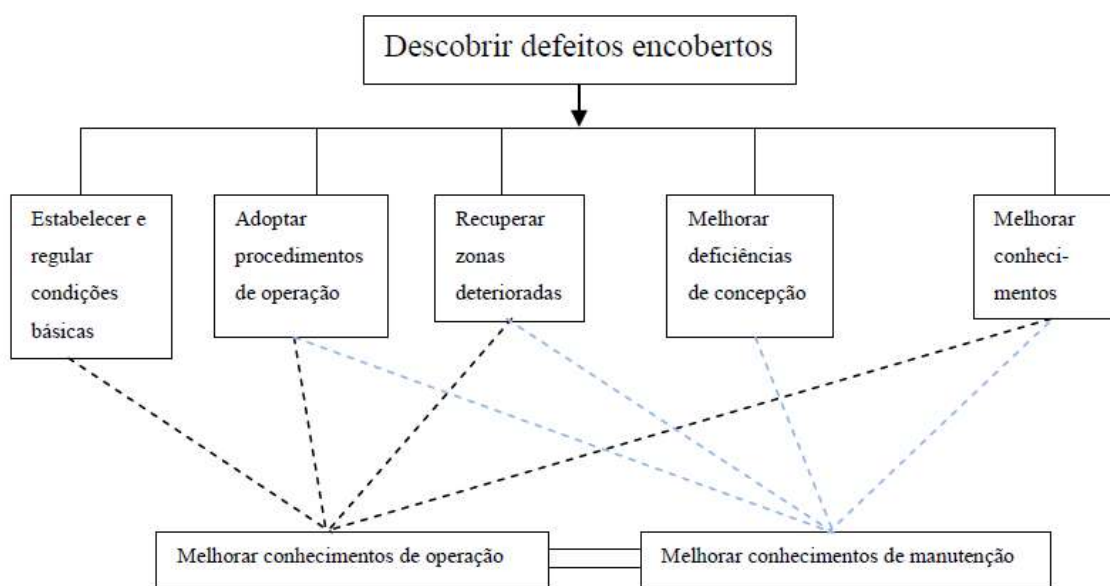 Descobrir defeitos encobertos
Estabelecer e
regular
condições
básicas
Adoptar
procedimentos
de operação
Recuperar
zonas
deterioradas
Melhorar
deficiências
de concepção
Melhorar
conheci-
mentos
Melhorar conhecimentos de operação
Melhorar conhecimentos de manutenção